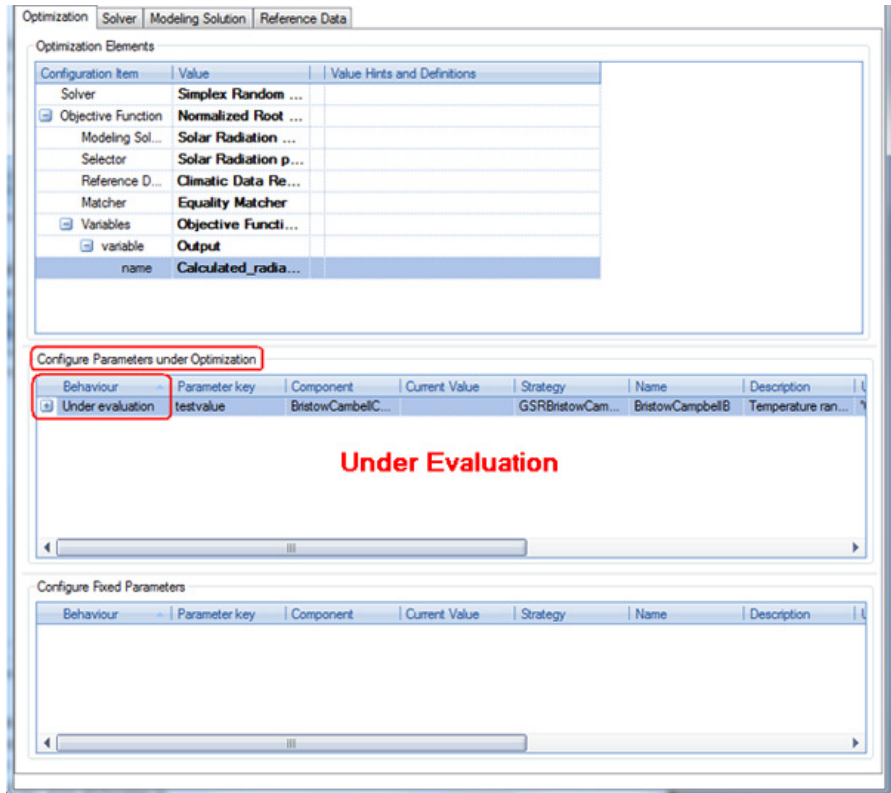 Optimization Solver Modeling Solution Reference Data
Optimization Elements
Configuration Item Value Value Hints and Definitions
Solver Simplex Random ...
Objective Function Normalized Root ...
Modeling Sol... Solar Radiation ...
Selector Solar Radiation p...
Reference D... Climatic Data Re...
Matcher Equality Matcher
Variables Objective Functi...
variable Output
name Calculated_radia...
Configure Parameters under Optimization
Behaviour Parameter key Component Current Value Strategy Name Description
Under evaluation testvalue BristowCambellC... GSRBristowCam... BristowCampbellB Temperature ran...
Under Evaluation
Configure Fixed Parameters
Behaviour Parameter key Component Current Value Strategy Name Description